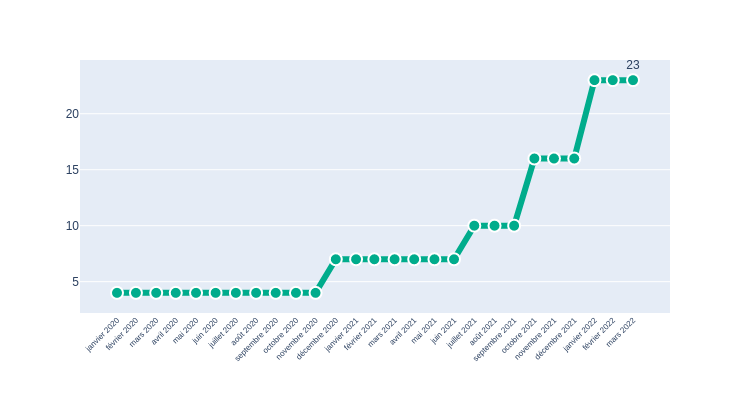 23
20
15
10
5
janvier 2020
février 2020
mars 2020
avril 2020
mai 2020
juin 2020
juillet 2020
août 2020
septembre 2020
octobre 2020
novembre 2020
décembre 2020
janvier 2021
février 2021
mars 2021
avril 2021
mai 2021
juin 2021
juillet 2021
août 2021
septembre 2021
octobre 2021
novembre 2021
décembre 2021
janvier 2022
février 2022
mars 2022